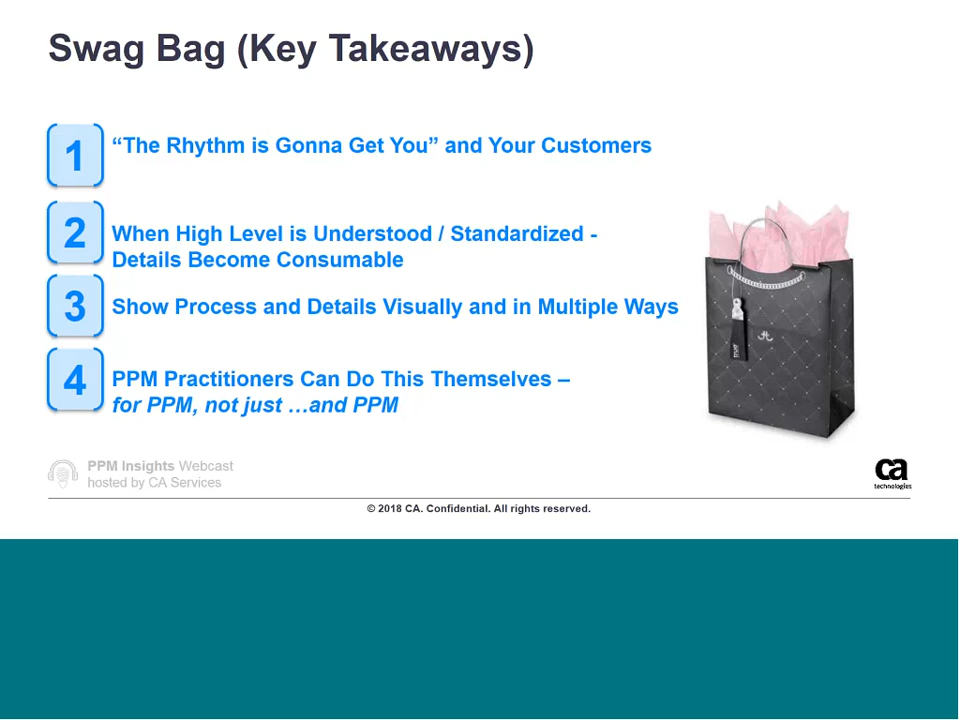 Swag Bag (Key Takeaways)
1
“The Rhythm is Gonna Get You” and Your Customers
2
When High Level is Understood / Standardized -
Details Become Consumable
3
Show Process and Details Visually and in Multiple Ways
4
PPM Practitioners Can Do This Themselves –
for PPM, not just …and PPM
PPM Insights Webcast
hosted by CA Services
ca
technologies
© 2018 CA. Confidential. All rights reserved.